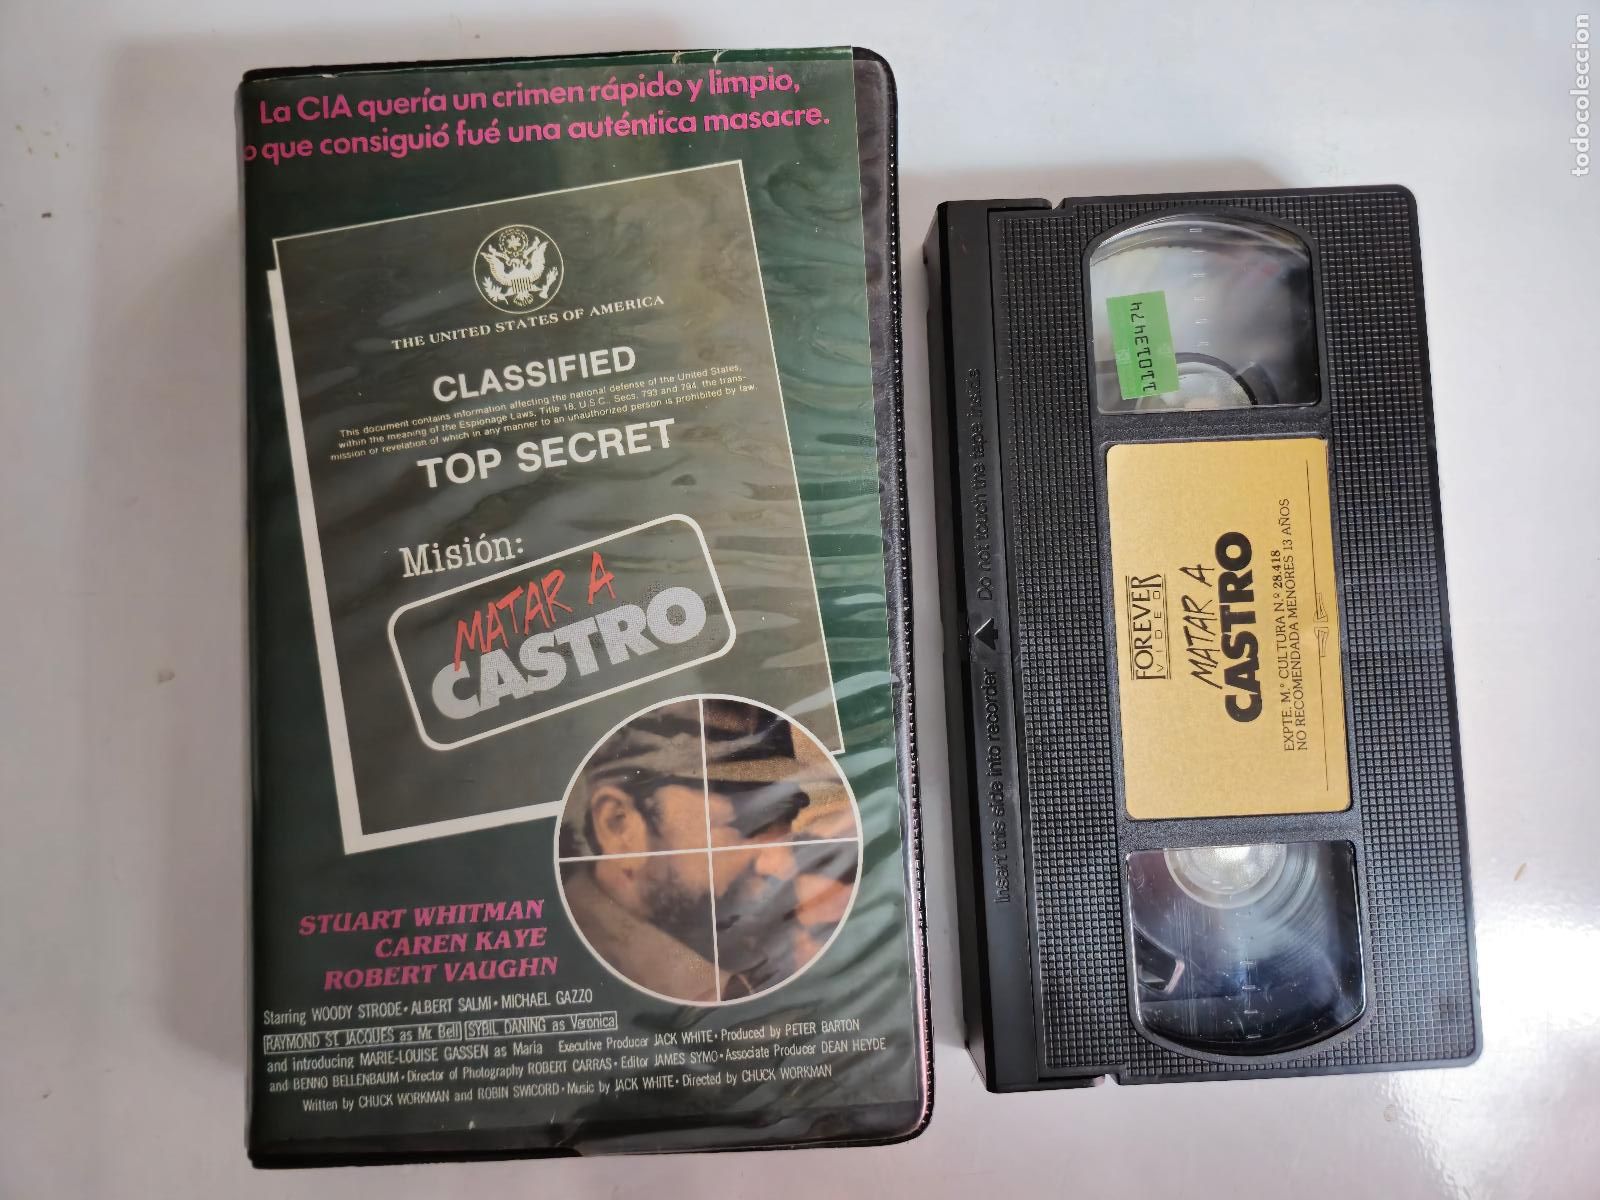 La CIA quería un crimen rápido y limpio,
o que consiguió fué una auténtica masacre.
THE UNITED STATES OF AMERICA
CLASSIFIED
This document contains information affecting the national defense of the United States,
within the meaning of the Espionage Laws, Title 18, U.S.C., Secs. 793 and 794, the trans-
mission or revelation of which in any manner to an unauthorized person is prohibited by law.
TOP SECRET
Misión:
MATAR A
CASTRO
STUART WHITMAN
CAREN KAYE
ROBERT VAUGHN
Starring WOODY STRODE · ALBERT SALMI · MICHAEL GAZZO
RAYMOND ST. JACQUES as Mr. Bell SYBIL DANING as Veronica
and introducing MARIE-LOUISE GASSEN as Maria Executive Producer JACK WHITE · Produced by PETER BARTON
and BENNO BELLENBAUM · Director of Photography ROBERT CARRAS · Editor JAMES SYMO · Associate Producer DEAN HEYDE
Written by CHUCK WORKMAN and ROBIN SWICORD · Music by JACK WHITE · Directed by CHUCK WORKMAN
11013474
Insert this side into recorder Do not touch the tape inside
FOREVER
VIDEO
MATAR A
CASTRO
EXPTE. M.º CULTURA N.º 28.418
NO RECOMENDADA MENORES 13 AÑOS
todocoleccion